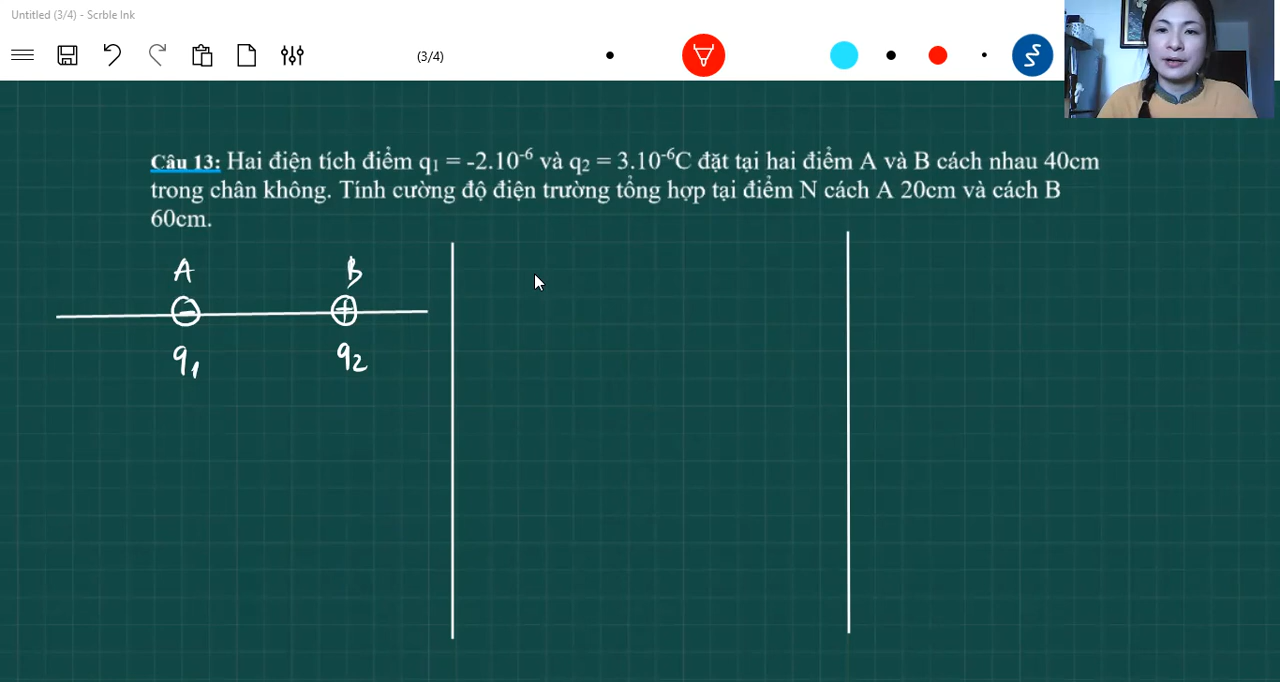 Untitled (3/4) - Scrble Ink
(3/4)
Câu 13: Hai điện tích điểm q₁ = -2.10⁻⁶ và q₂ = 3.10⁻⁶C đặt tại hai điểm A và B cách nhau 40cm
trong chân không. Tính cường độ điện trường tổng hợp tại điểm N cách A 20cm và cách B
60cm.
A B
q₁ q₂